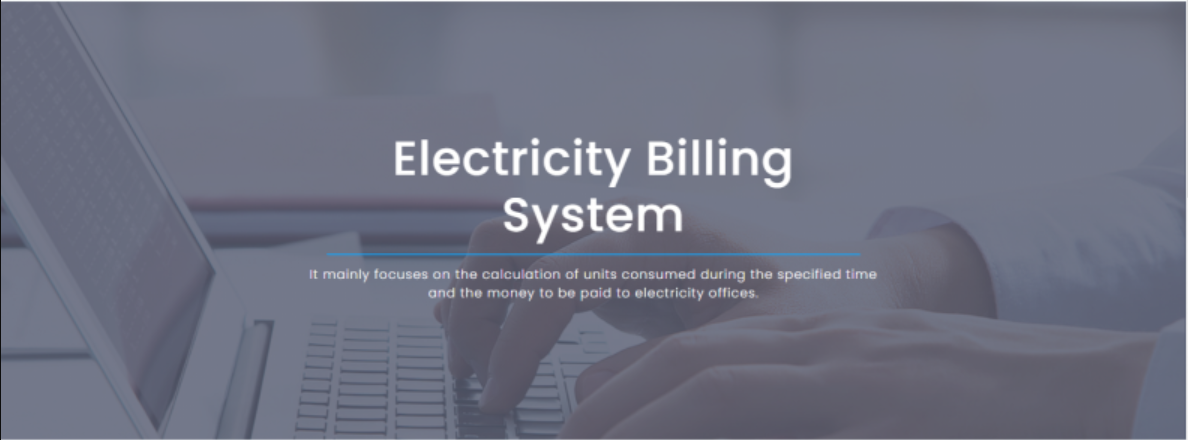 Electricity Billing
System
It mainly focuses on the calculation of units consumed during the specified time
and the money to be paid to electricity offices.